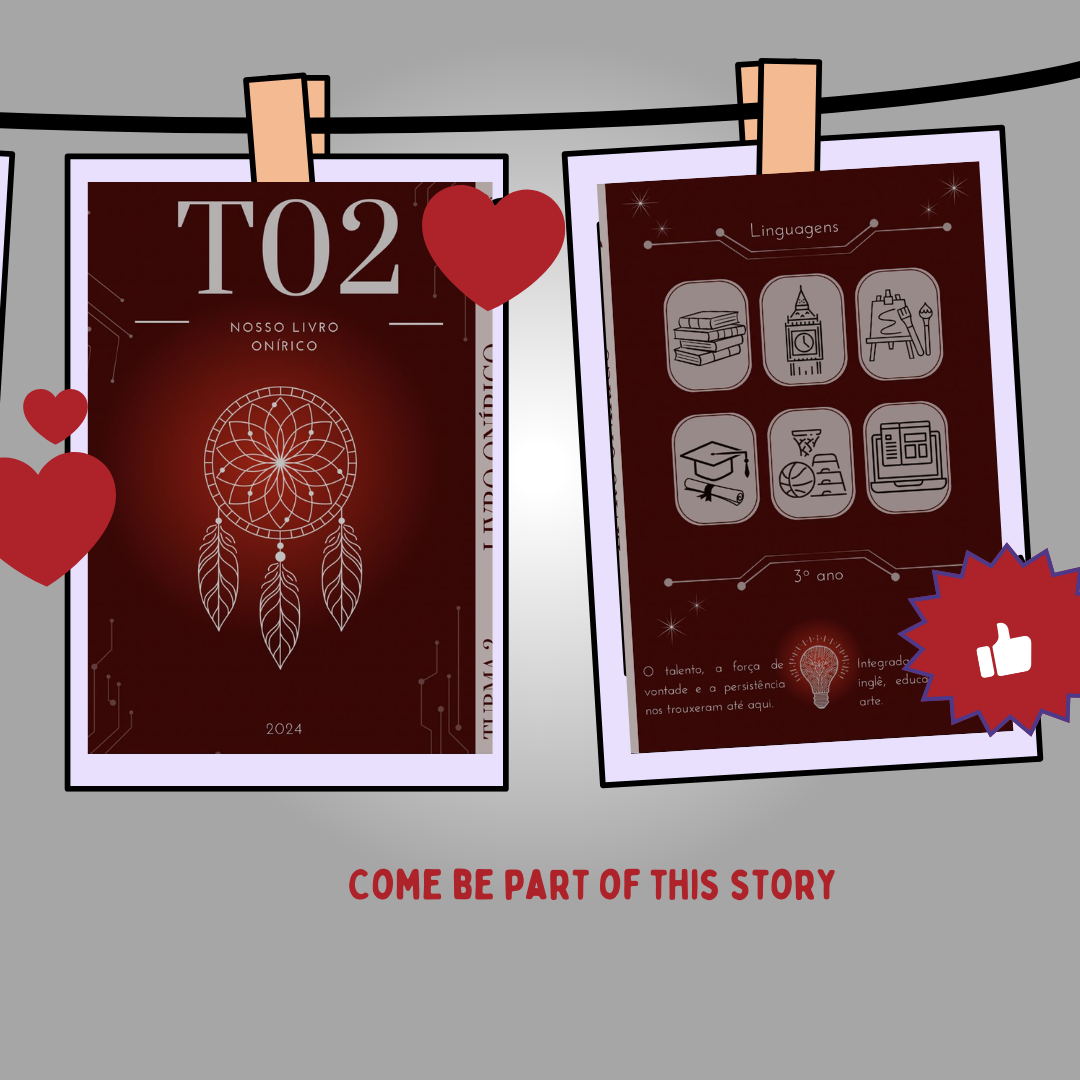 T02
NOSSO LIVRO
ONÍRICO
2024
LIVRO ONÍRICO
TURMA 2
Linguagens
3º ano
O talento, a força de
vontade e a persistência
nos trouxeram até aqui.
inglê, educa
arte.
COME BE PART OF THIS STORY